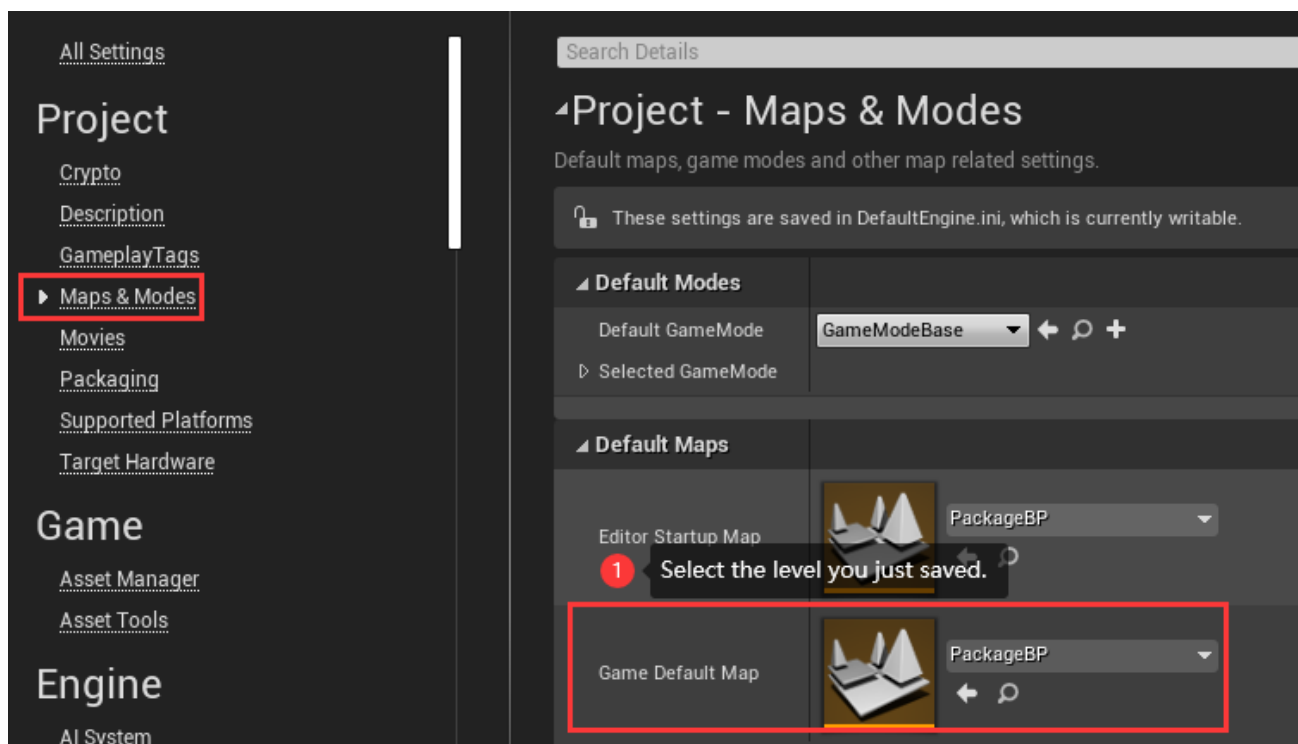 All Settings
Project
Crypto
Description
GameplayTags
Maps & Modes
Movies
Packaging
Supported Platforms
Target Hardware
Game
Asset Manager
Asset Tools
Engine
AI System
Search Details
Project - Maps & Modes
Default maps, game modes and other map related settings.
These settings are saved in DefaultEngine.ini, which is currently writable.
Default Modes
Default GameMode
GameModeBase
Selected GameMode
Default Maps
Editor Startup Map
PackageBP
1 Select the level you just saved.
Game Default Map
PackageBP